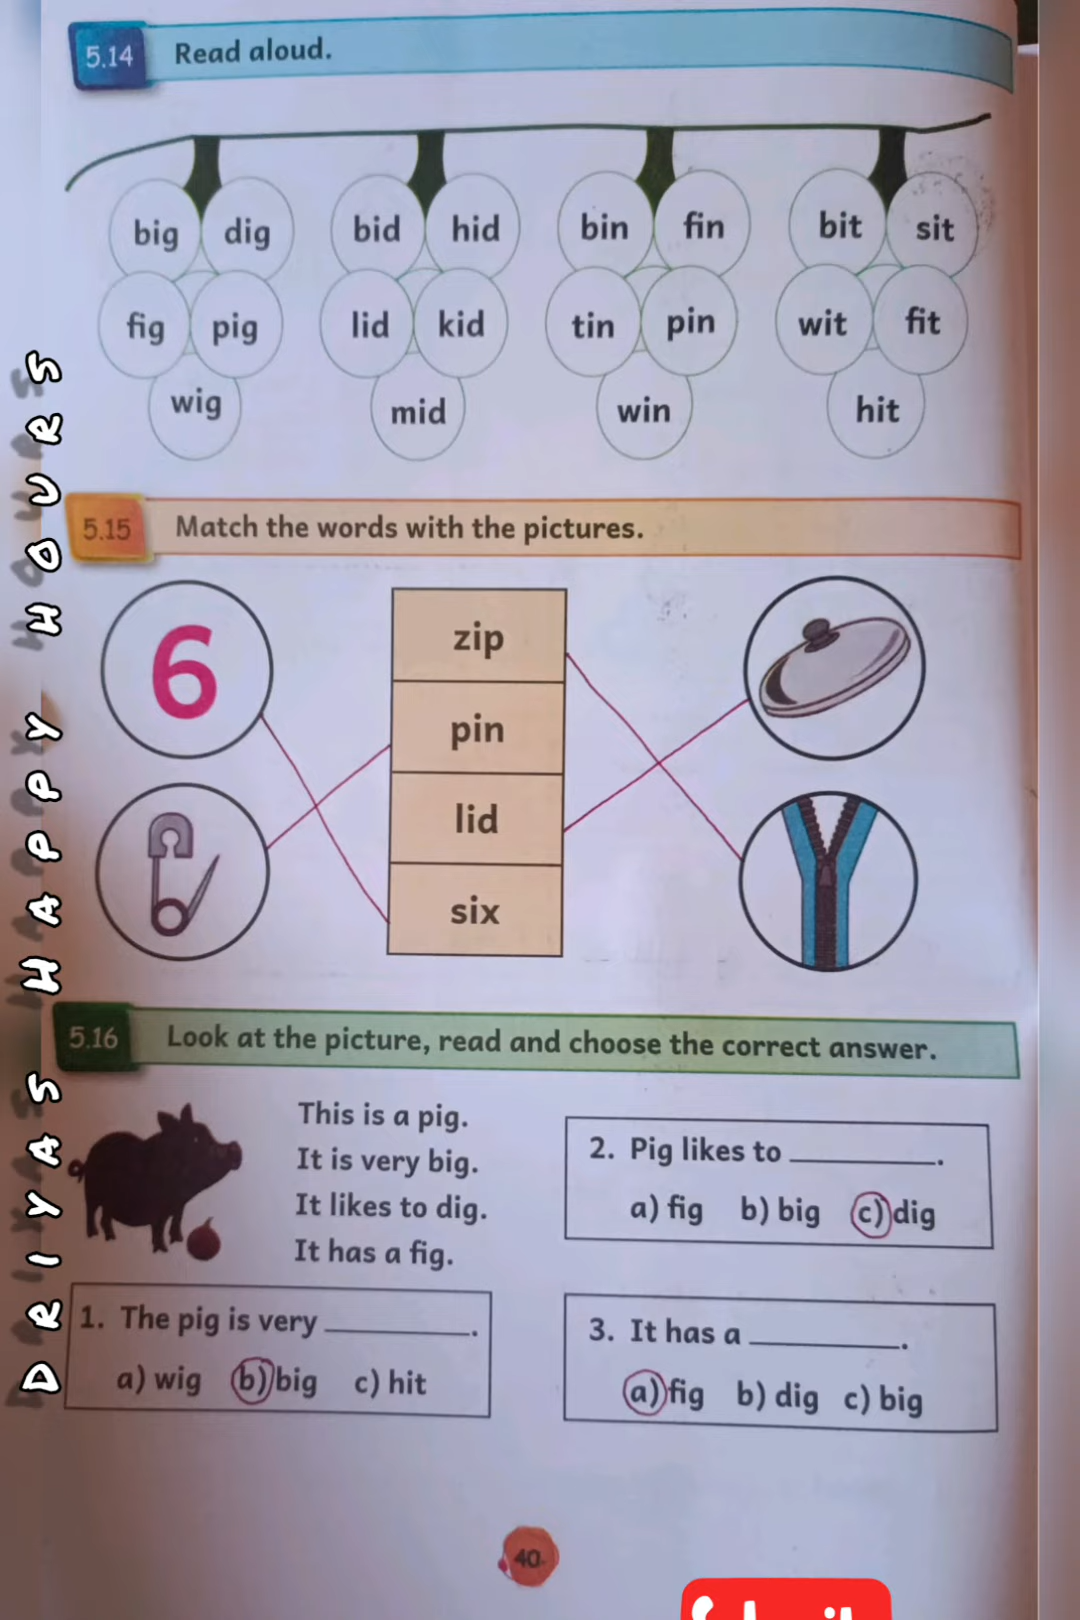 5.14 Read aloud.
big dig bid hid bin fin bit sit
fig pig lid kid tin pin wit fit
wig mid win hit
5.15 Match the words with the pictures.
6
zip
pin
lid
six
5.16 Look at the picture, read and choose the correct answer.
This is a pig.
It is very big.
It likes to dig.
It has a fig.
1. The pig is very __________.
a) wig b) big c) hit
2. Pig likes to __________.
a) fig b) big c) dig
3. It has a __________.
a) fig b) dig c) big
40
DRIYAS HAPPY HOURS